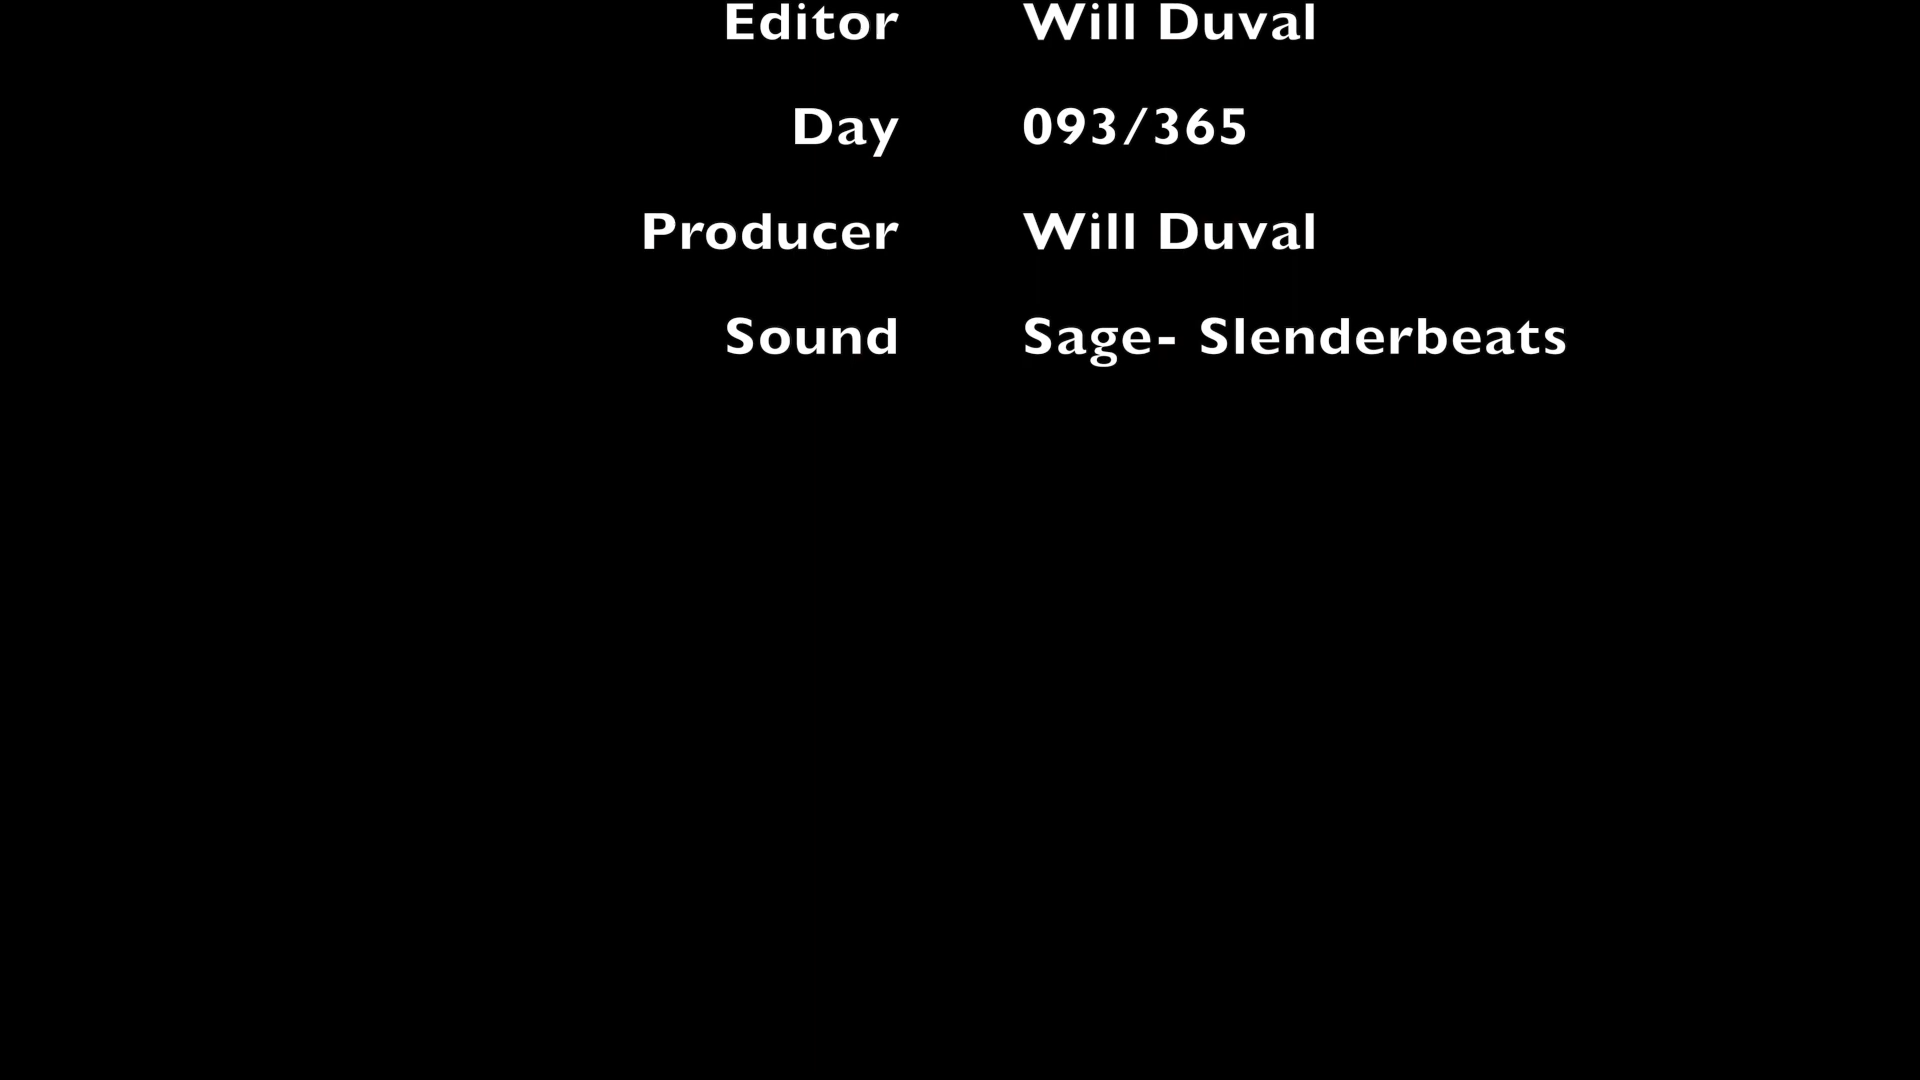 Editor Will Duval
Day 093/365
Producer Will Duval
Sound Sage- Slenderbeats